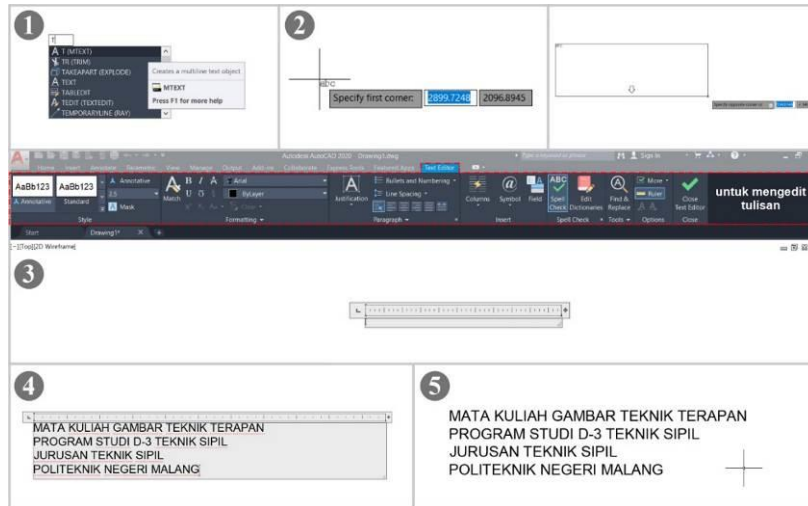 1
T
T (MTEXT)
TR (TRIM)
TAKEAPART (EXPLODE)
TEXT
TABLEDIT
TEDIT (TEXTEDIT)
TEMPORARYLINE (RAY)
Creates a multiline text object
MTEXT
Press F1 for more help
2
Specify first corner:
2899.7248
2096.8945
Autodesk AutoCAD 2020 Drawing1.dwg
Sign In
Home Insert Annotate Parametric View Manage Output Add-ins Collaborate Express Tools Featured Apps Text Editor
AaBb123 AaBb123
Annotative Standard
Annotative
2.5
Mask
Style
Match
B I A
Arial
ByLayer
Formatting
Justification
Bullets and Numbering
Line Spacing
Paragraph
Columns Symbol Field
Insert
ABC
Spell Check
Edit Dictionaries
Spell Check
Find & Replace
Tools
More
Ruler
Options
Close Text Editor
Close
untuk mengedit
tulisan
Start Drawing1*
[-][Top][2D Wireframe]
3
4
MATA KULIAH GAMBAR TEKNIK TERAPAN
PROGRAM STUDI D-3 TEKNIK SIPIL
JURUSAN TEKNIK SIPIL
POLITEKNIK NEGERI MALANG
5
MATA KULIAH GAMBAR TEKNIK TERAPAN
PROGRAM STUDI D-3 TEKNIK SIPIL
JURUSAN TEKNIK SIPIL
POLITEKNIK NEGERI MALANG